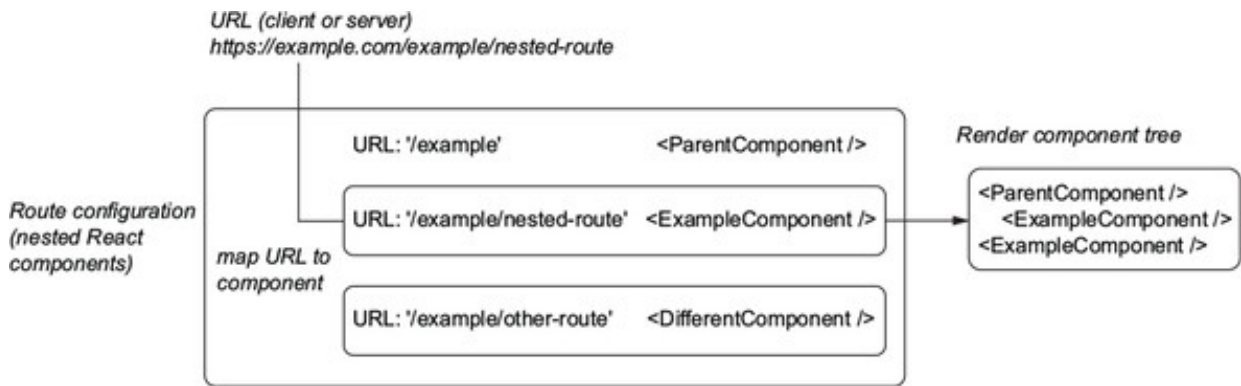 URL (client or server)
https://example.com/example/nested-route
URL: '/example' <ParentComponent />
Render component tree
Route configuration
(nested React
components)
map URL to
component
URL: '/example/nested-route' <ExampleComponent />
<ParentComponent />
<ExampleComponent />
<ExampleComponent />
URL: '/example/other-route' <DifferentComponent />